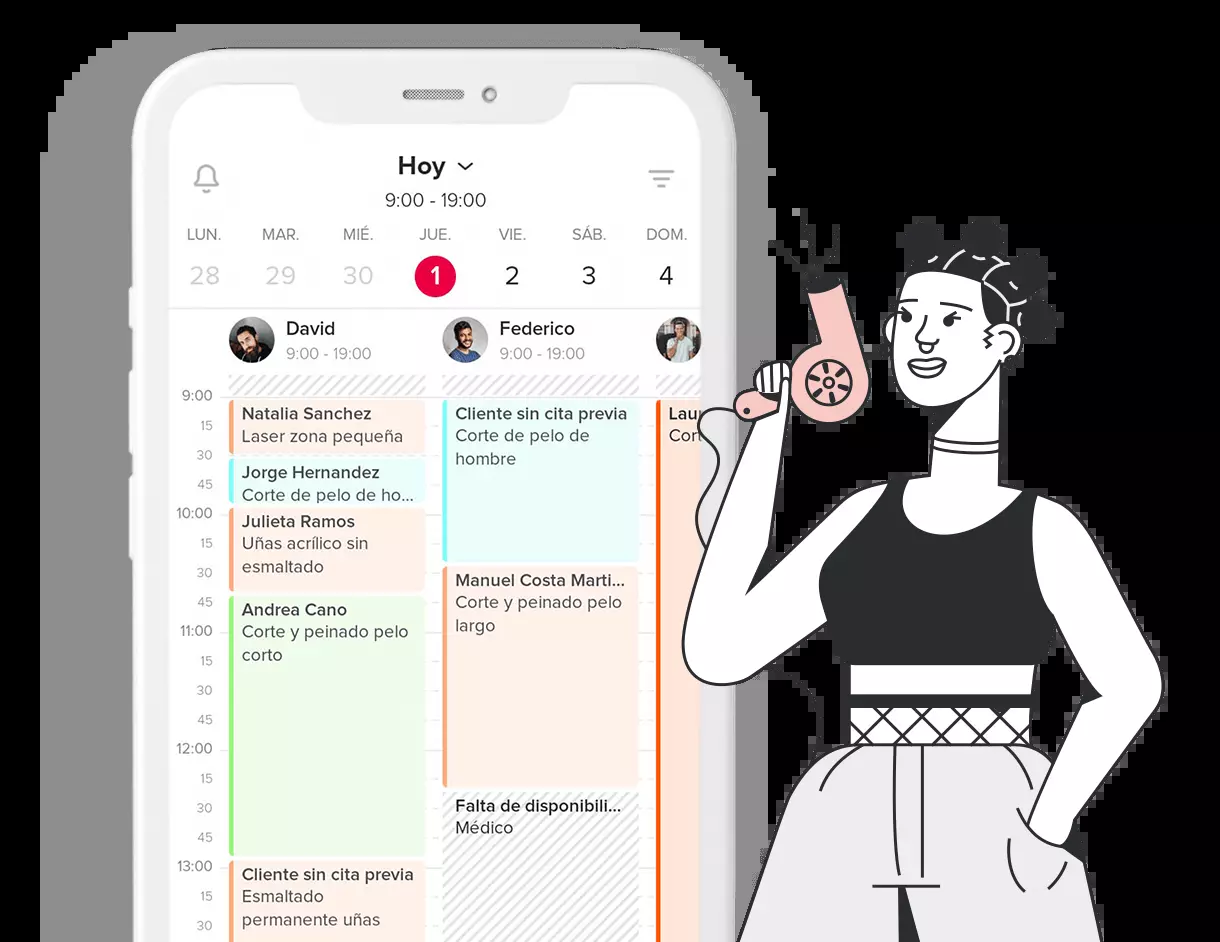 Hoy
9:00 - 19:00
LUN. MAR. MIÉ. JUE. VIE. SÁB. DOM.
28 29 30 1 2 3 4
David
9:00 - 19:00
Federico
9:00 - 19:00
9:00
15
30
45
10:00
15
30
45
11:00
15
30
45
12:00
15
30
45
13:00
15
30
Natalia Sanchez
Laser zona pequeña
Jorge Hernandez
Corte de pelo de ho...
Julieta Ramos
Uñas acrílico sin
esmaltado
Andrea Cano
Corte y peinado pelo
corto
Cliente sin cita previa
Esmaltado
permanente uñas
Cliente sin cita previa
Corte de pelo de
hombre
Manuel Costa Marti...
Corte y peinado pelo
largo
Falta de disponibili...
Médico